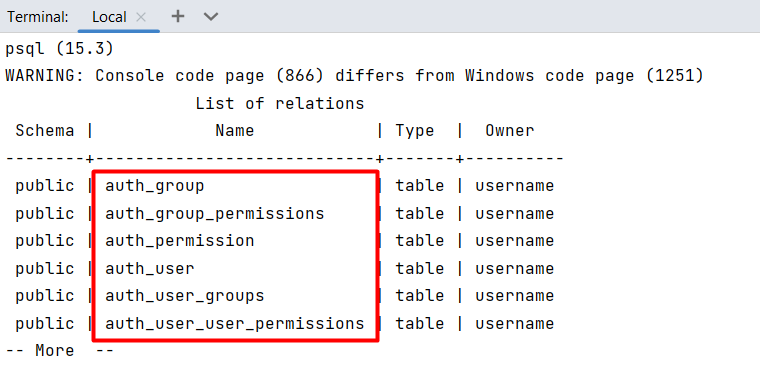 Terminal: Local × + ∨
psql (15.3)
WARNING: Console code page (866) differs from Windows code page (1251)
                   List of relations
 Schema |            Name            | Type  |  Owner
--------+----------------------------+-------+----------
 public | auth_group                 | table | username
 public | auth_group_permissions     | table | username
 public | auth_permission            | table | username
 public | auth_user                  | table | username
 public | auth_user_groups           | table | username
 public | auth_user_user_permissions | table | username
-- More  --